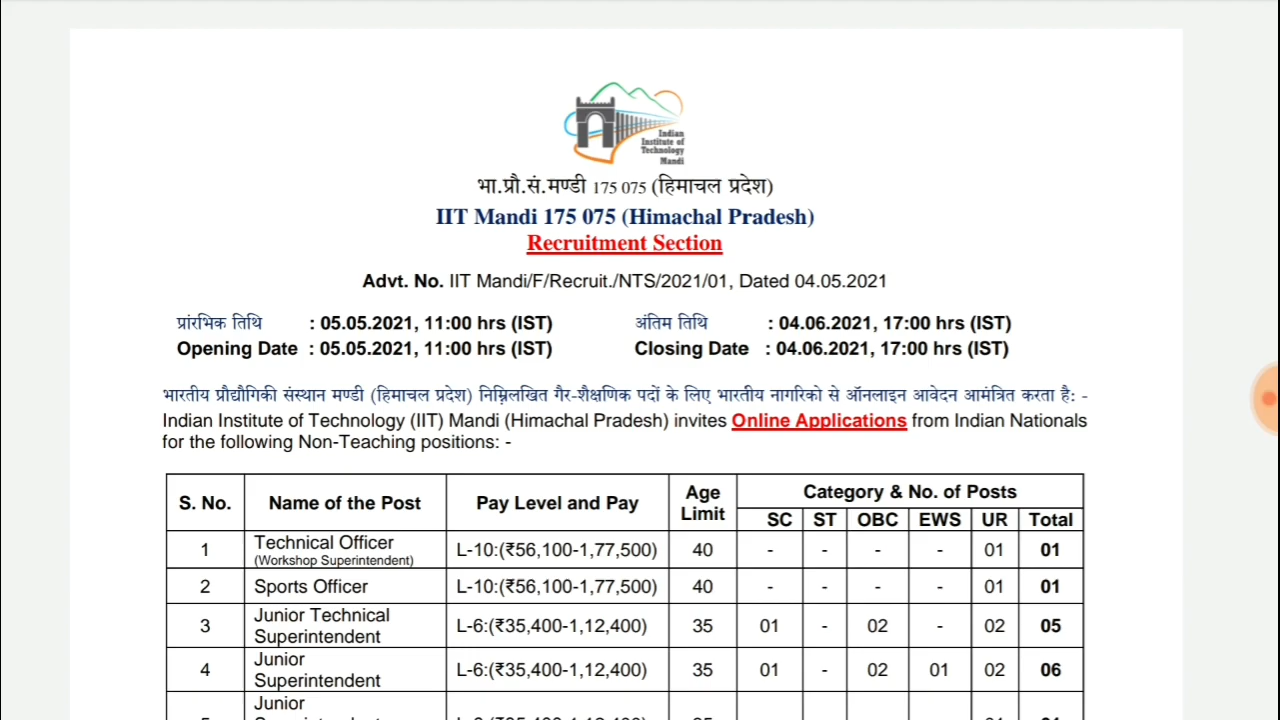 Indian
Institute of
Technology
Mandi
भा.प्रौ.सं.मण्डी 175 075 (हिमाचल प्रदेश)
IIT Mandi 175 075 (Himachal Pradesh)
Recruitment Section
Advt. No. IIT Mandi/F/Recruit./NTS/2021/01, Dated 04.05.2021
प्रांरभिक तिथि : 05.05.2021, 11:00 hrs (IST) अंतिम तिथि : 04.06.2021, 17:00 hrs (IST)
Opening Date : 05.05.2021, 11:00 hrs (IST) Closing Date : 04.06.2021, 17:00 hrs (IST)
भारतीय प्रौद्यौगिकी संस्थान मण्डी (हिमाचल प्रदेश) निम्नलिखित गैर-शैक्षणिक पदों के लिए भारतीय नागरिको से ऑनलाइन आवेदन आमंत्रित करता है: -
Indian Institute of Technology (IIT) Mandi (Himachal Pradesh) invites Online Applications from Indian Nationals
for the following Non-Teaching positions: -
S. No. Name of the Post Pay Level and Pay Age Limit Category & No. of Posts
SC ST OBC EWS UR Total
1 Technical Officer (Workshop Superintendent) L-10:(₹56,100-1,77,500) 40 - - - - 01 01
2 Sports Officer L-10:(₹56,100-1,77,500) 40 - - - - 01 01
3 Junior Technical Superintendent L-6:(₹35,400-1,12,400) 35 01 - 02 - 02 05
4 Junior Superintendent L-6:(₹35,400-1,12,400) 35 01 - 02 01 02 06
Junior